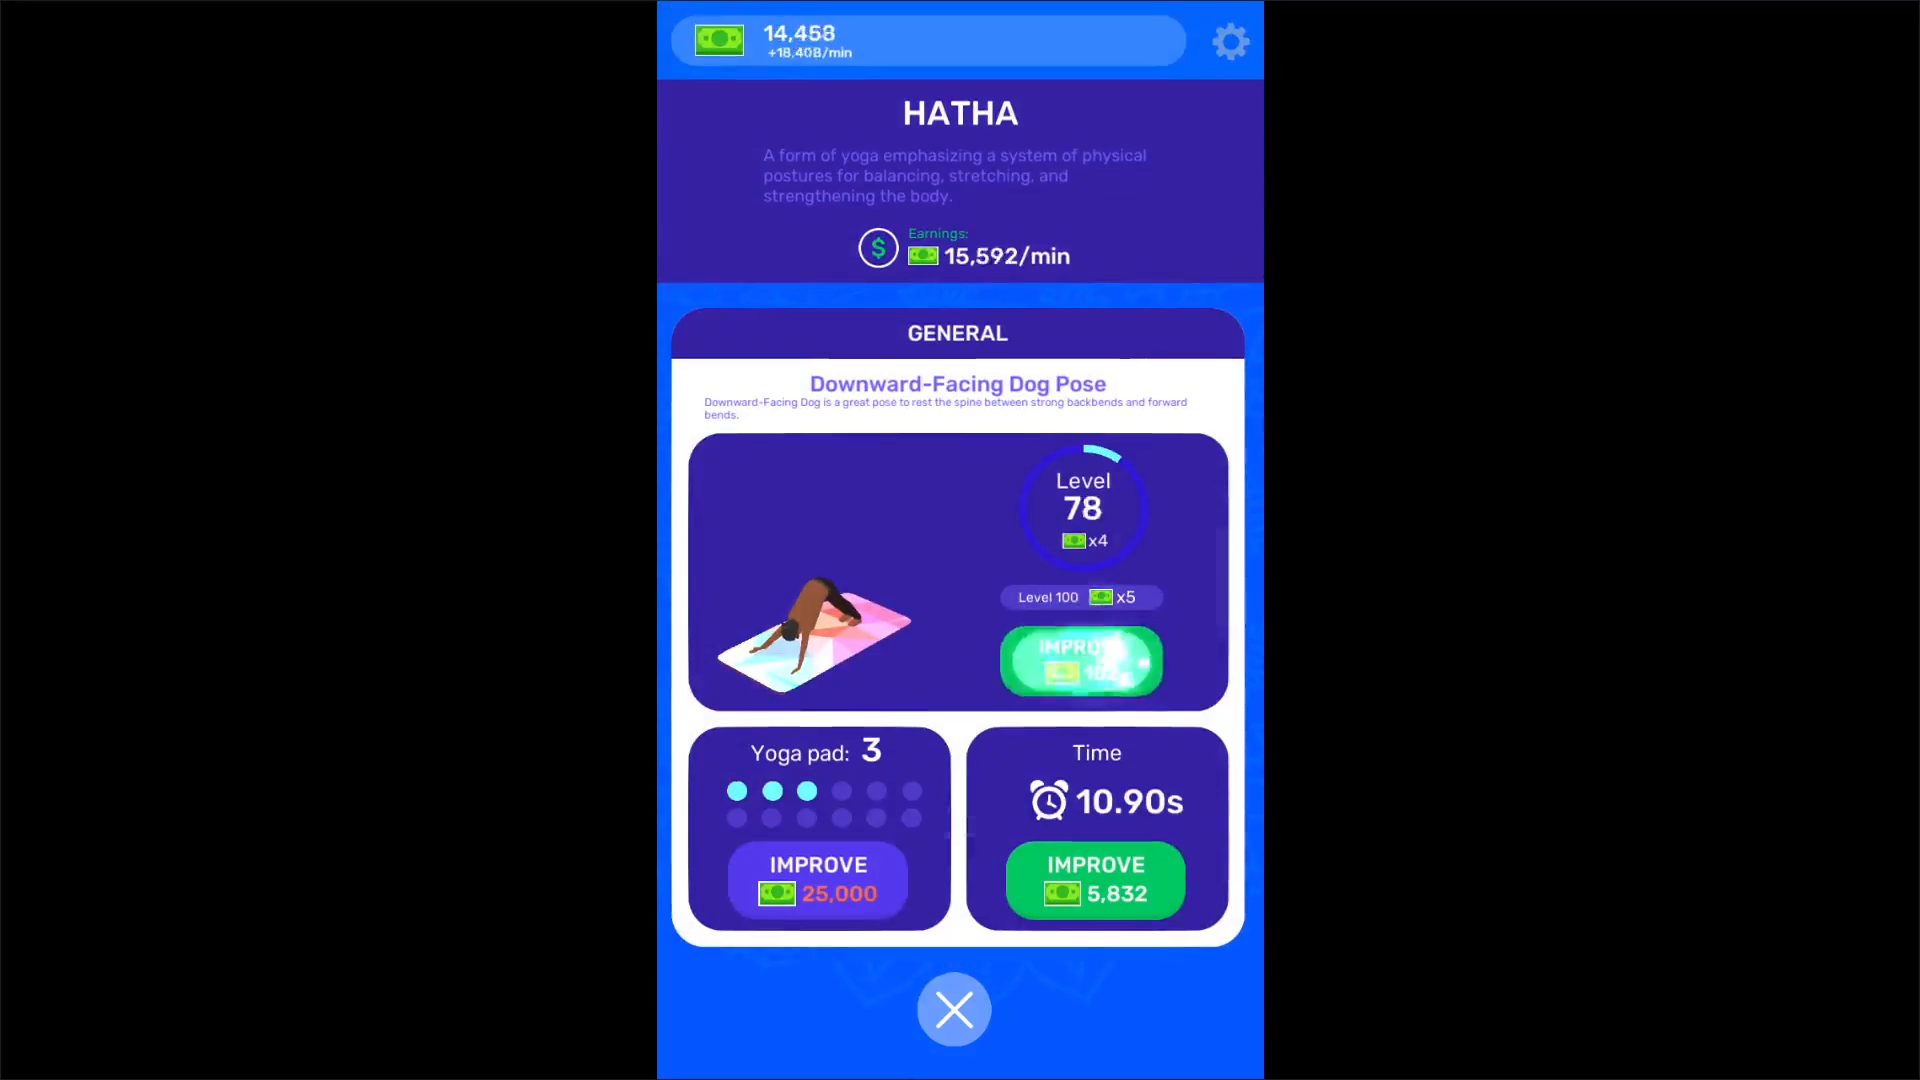 14,458
+18,408/min
HATHA
A form of yoga emphasizing a system of physical
postures for balancing, stretching, and
strengthening the body.
Earnings:
$
15,592/min
GENERAL
Downward-Facing Dog Pose
Downward-Facing Dog is a great pose to rest the spine between strong backbends and forward
bends.
Level
78
x4
Level 100 x5
Yoga pad: 3
IMPROVE
25,000
Time
10.90s
IMPROVE
5,832